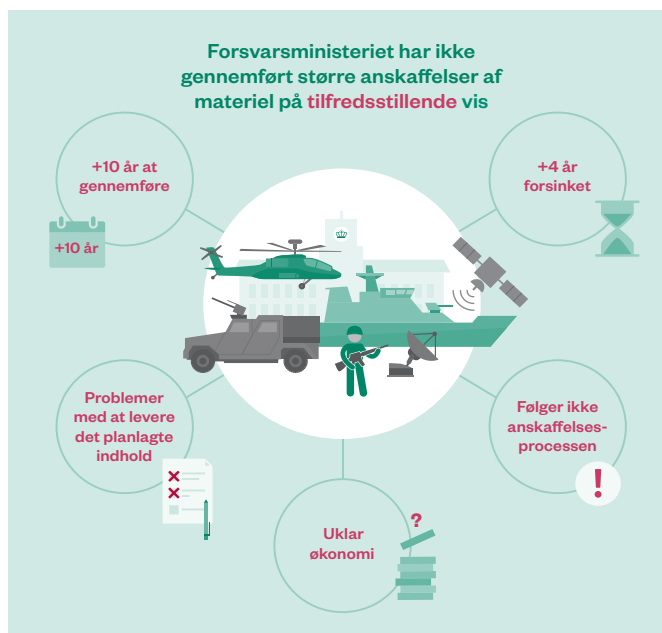 Forsvarsministeriet har ikke
gennemført større anskaffelser af
materiel på tilfredsstillende vis
+10 år at
gennemføre
+10 år
+4 år
forsinket
Problemer
med at levere
det planlagte
indhold
Følger ikke
anskaffelses-
processen
!
Uklar
økonomi
?